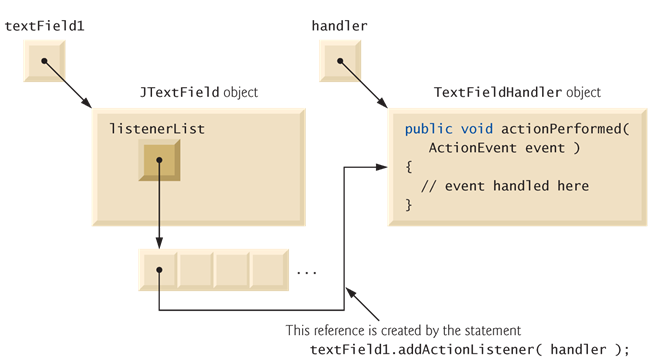 textField1
handler
JTextField object
TextFieldHandler object
listenerList
public void actionPerformed(
ActionEvent event )
{
// event handled here
}
...
This reference is created by the statement
textField1.addActionListener( handler );